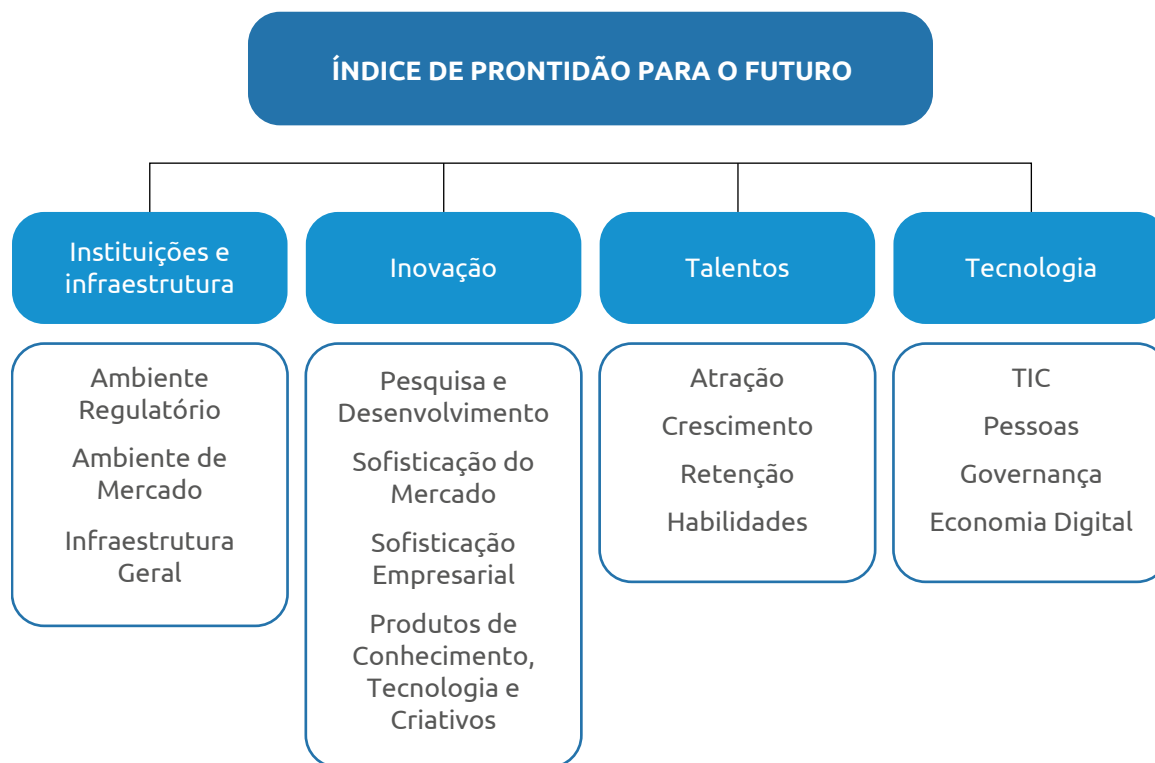 ÍNDICE DE PRONTIDÃO PARA O FUTURO
Instituições e
infraestrutura
Ambiente
Regulatório
Ambiente de
Mercado
Infraestrutura
Geral
Inovação
Pesquisa e
Desenvolvimento
Sofisticação do
Mercado
Sofisticação
Empresarial
Produtos de
Conhecimento,
Tecnologia e
Criativos
Talentos
Atração
Crescimento
Retenção
Habilidades
Tecnologia
TIC
Pessoas
Governança
Economia Digital